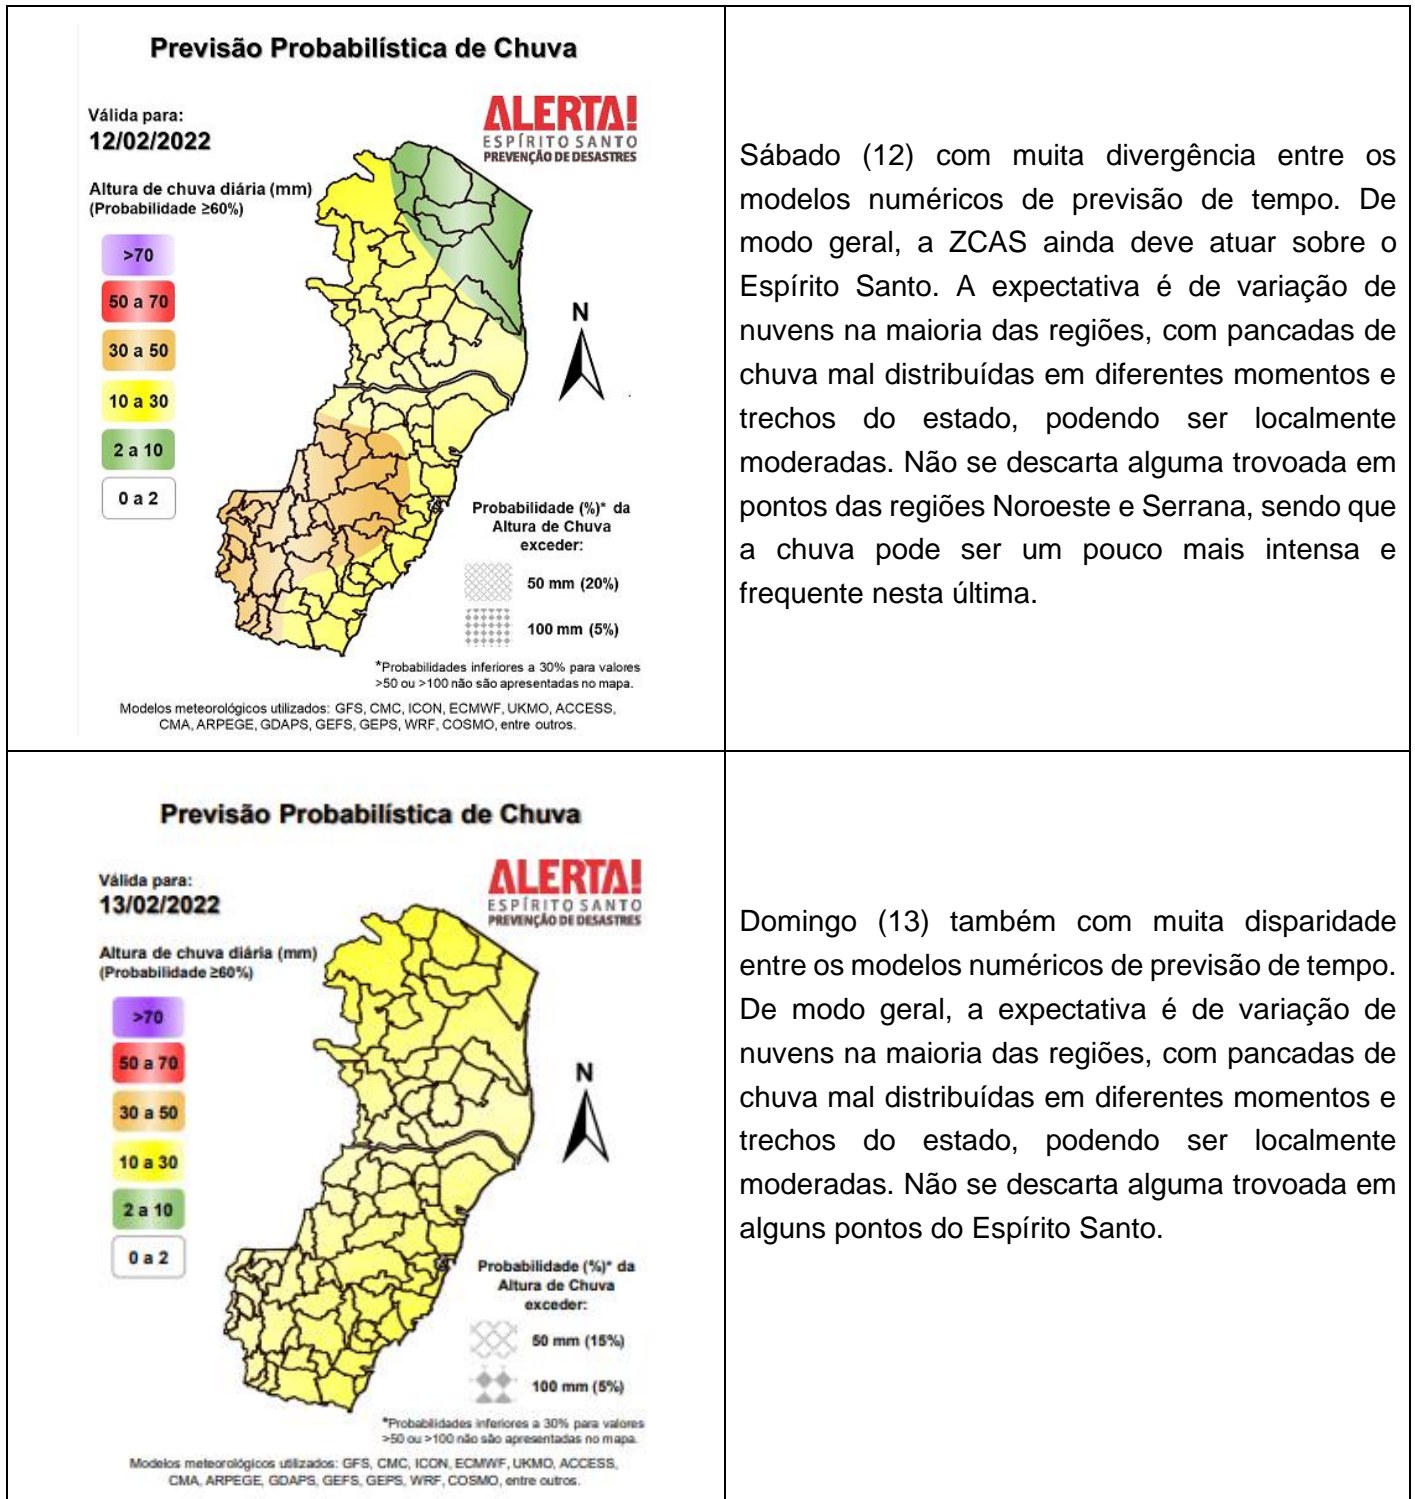 Previsão Probabilística de Chuva
Válida para:
12/02/2022
ALERTA!
ESPÍRITO SANTO
PREVENÇÃO DE DESASTRES
Altura de chuva diária (mm)
(Probabilidade ≥60%)
>70
50 a 70
30 a 50
10 a 30
2 a 10
0 a 2
N
Probabilidade (%)* da
Altura de Chuva
exceder:
50 mm (20%)
100 mm (5%)
*Probabilidades inferiores a 30% para valores
>50 ou >100 não são apresentadas no mapa.
Modelos meteorológicos utilizados: GFS, CMC, ICON, ECMWF, UKMO, ACCESS,
CMA, ARPEGE, GDAPS, GEFS, GEPS, WRF, COSMO, entre outros.
Sábado (12) com muita divergência entre os
modelos numéricos de previsão de tempo. De
modo geral, a ZCAS ainda deve atuar sobre o
Espírito Santo. A expectativa é de variação de
nuvens na maioria das regiões, com pancadas de
chuva mal distribuídas em diferentes momentos e
trechos do estado, podendo ser localmente
moderadas. Não se descarta alguma trovoada em
pontos das regiões Noroeste e Serrana, sendo que
a chuva pode ser um pouco mais intensa e
frequente nesta última.
Previsão Probabilística de Chuva
Válida para:
13/02/2022
ALERTA!
ESPÍRITO SANTO
PREVENÇÃO DE DESASTRES
Altura de chuva diária (mm)
(Probabilidade ≥60%)
>70
50 a 70
30 a 50
10 a 30
2 a 10
0 a 2
N
Probabilidade (%)* da
Altura de Chuva
exceder:
50 mm (15%)
100 mm (5%)
*Probabilidades inferiores a 30% para valores
>50 ou >100 não são apresentadas no mapa.
Modelos meteorológicos utilizados: GFS, CMC, ICON, ECMWF, UKMO, ACCESS,
CMA, ARPEGE, GDAPS, GEFS, GEPS, WRF, COSMO, entre outros.
Domingo (13) também com muita disparidade
entre os modelos numéricos de previsão de tempo.
De modo geral, a expectativa é de variação de
nuvens na maioria das regiões, com pancadas de
chuva mal distribuídas em diferentes momentos e
trechos do estado, podendo ser localmente
moderadas. Não se descarta alguma trovoada em
alguns pontos do Espírito Santo.